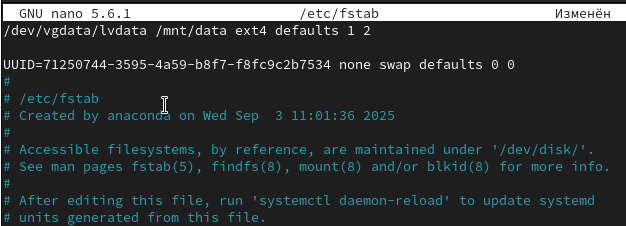 GNU nano 5.6.1 /etc/fstab Изменён
/dev/vgdata/lvdata /mnt/data ext4 defaults 1 2
UUID=71250744-3595-4a59-b8f7-f8fc9c2b7534 none swap defaults 0 0
#
# /etc/fstab
# Created by anaconda on Wed Sep  3 11:01:36 2025
#
# Accessible filesystems, by reference, are maintained under '/dev/disk/'.
# See man pages fstab(5), findfs(8), mount(8) and/or blkid(8) for more info.
#
# After editing this file, run 'systemctl daemon-reload' to update systemd
# units generated from this file.